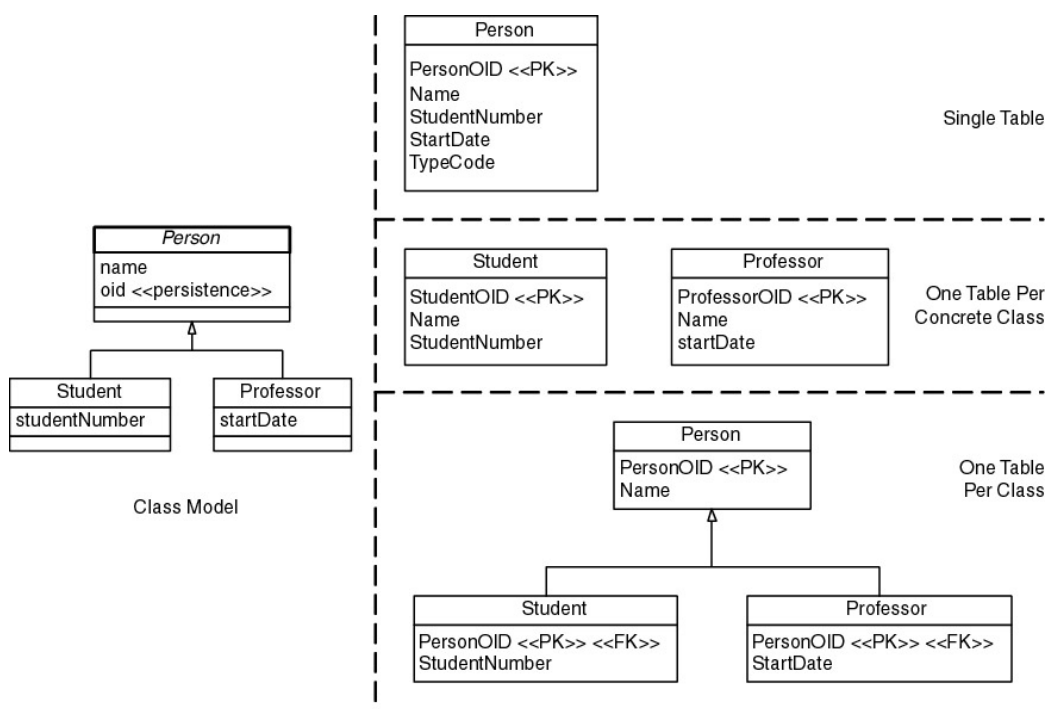 Person
PersonOID <<PK>>
Name
StudentNumber
StartDate
TypeCode
Single Table
Person
name
oid <<persistence>>
Student
studentNumber
Professor
startDate
Class Model
Student
StudentOID <<PK>>
Name
StudentNumber
Professor
ProfessorOID <<PK>>
Name
startDate
One Table Per
Concrete Class
Person
PersonOID <<PK>>
Name
One Table
Per Class
Student
PersonOID <<PK>> <<FK>>
StudentNumber
Professor
PersonOID <<PK>> <<FK>>
StartDate